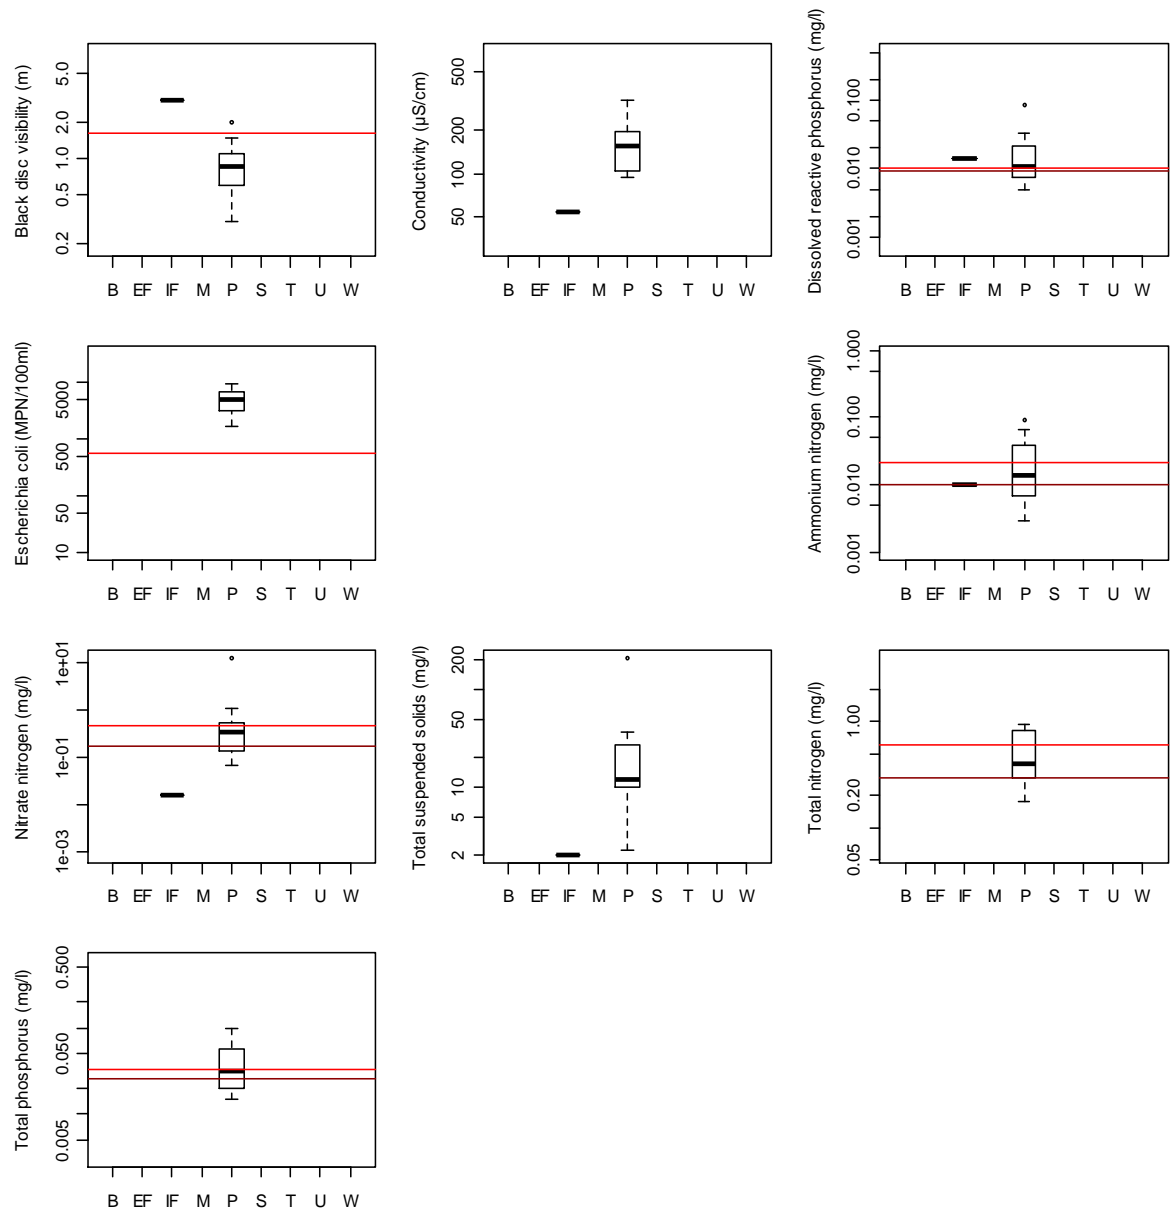 Black disc visibility (m)
5.0
2.0
1.0
0.5
0.2
B EF IF M P S T U W
Conductivity (µS/cm)
500
200
100
50
B EF IF M P S T U W
Dissolved reactive phosphorus (mg/l)
0.100
0.010
0.001
B EF IF M P S T U W
Escherichia coli (MPN/100ml)
5000
500
50
10
B EF IF M P S T U W
Ammonium nitrogen (mg/l)
1.000
0.100
0.010
0.001
B EF IF M P S T U W
Nitrate nitrogen (mg/l)
1e+01
1e-01
1e-03
B EF IF M P S T U W
Total suspended solids (mg/l)
200
50
10
5
2
B EF IF M P S T U W
Total nitrogen (mg/l)
1.00
0.20
0.05
B EF IF M P S T U W
Total phosphorus (mg/l)
0.500
0.050
0.005
B EF IF M P S T U W